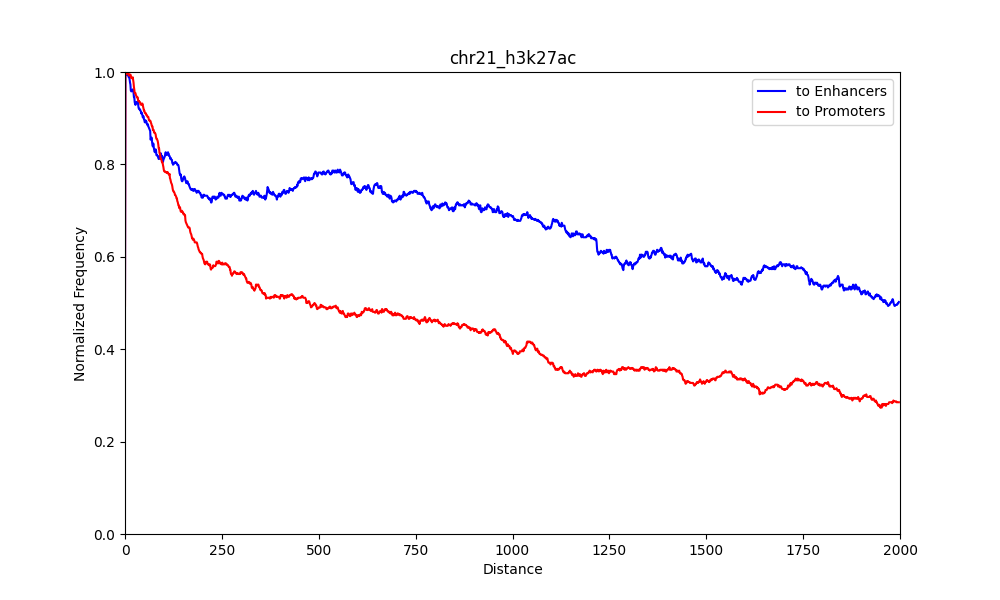 chr21_h3k27ac
to Enhancers
to Promoters
Normalized Frequency
1.0
0.8
0.6
0.4
0.2
0.0
0 250 500 750 1000 1250 1500 1750 2000
Distance